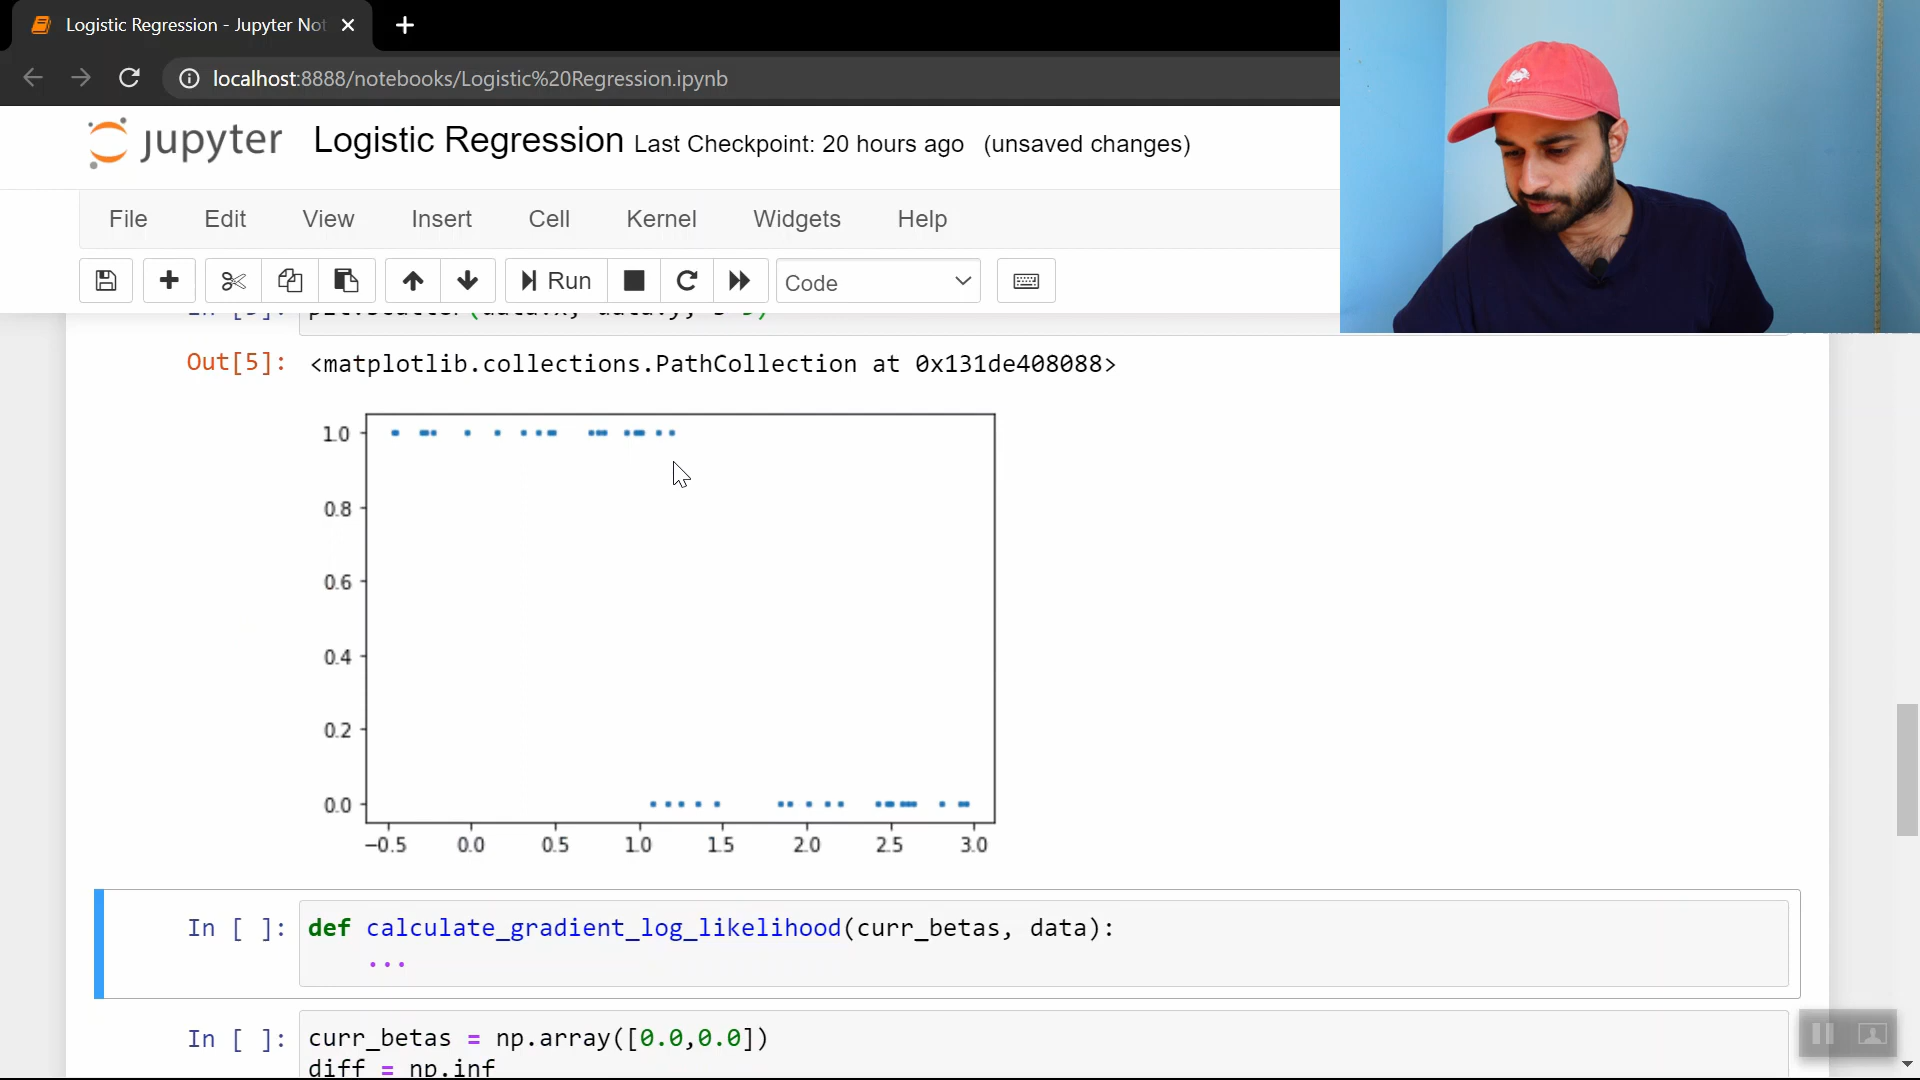 Logistic Regression - Jupyter Not
localhost:8888/notebooks/Logistic%20Regression.ipynb
jupyter Logistic Regression Last Checkpoint: 20 hours ago (unsaved changes)
File Edit View Insert Cell Kernel Widgets Help
Run Code
Out[5]: <matplotlib.collections.PathCollection at 0x131de408088>
1.0
0.8
0.6
0.4
0.2
0.0
−0.5 0.0 0.5 1.0 1.5 2.0 2.5 3.0
In [ ]: def calculate_gradient_log_likelihood(curr_betas, data):
...
In [ ]: curr_betas = np.array([0.0,0.0])
diff = np.inf